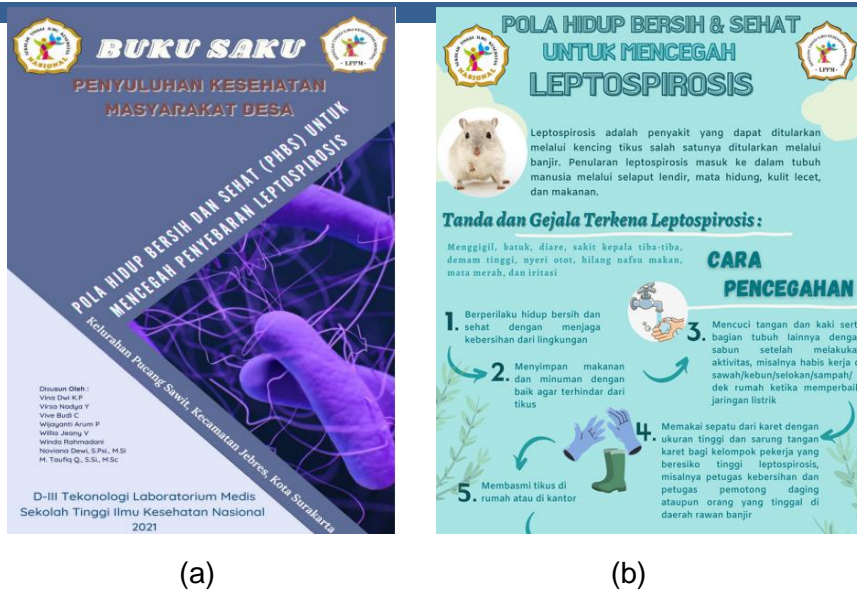 BUKU SAKU
PENYULUHAN KESEHATAN
MASYARAKAT DESA
POLA HIDUP BERSIH DAN SEHAT (PHBS) UNTUK
MENCEGAH PENYEBARAN LEPTOSPIROSIS
Kelurahan Pucang Sawit, Kecamatan Jebres, Kota Surakarta
Disusun Oleh :
Vina Dwi K.P
Virsa Nadya Y
Vive Budi C
Wijayanti Arum P
Willia Jeany V
Winda Rahmadani
Noviana Dewi, S.Psi., M.Si
M. Taufiq Q., S.Si., M.Sc
D-III Tekonologi Laboratorium Medis
Sekolah Tinggi Ilmu Kesehatan Nasional
2021
NASIONAL
LPPM
(a)
POLA HIDUP BERSIH & SEHAT
UNTUK MENCEGAH
LEPTOSPIROSIS
NASIONAL
LPPM
Leptospirosis adalah penyakit yang dapat ditularkan
melalui kencing tikus salah satunya ditularkan melalui
banjir. Penularan leptospirosis masuk ke dalam tubuh
manusia melalui selaput lendir, mata hidung, kulit lecet,
dan makanan.
Tanda dan Gejala Terkena Leptospirosis :
Menggigil, batuk, diare, sakit kepala tiba-tiba,
demam tinggi, nyeri otot, hilang nafsu makan,
mata merah, dan iritasi
CARA
PENCEGAHAN
1. Berperilaku hidup bersih dan
sehat dengan menjaga
kebersihan dari lingkungan
2. Menyimpan makanan
dan minuman dengan
baik agar terhindar dari
tikus
3. Mencuci tangan dan kaki sert
bagian tubuh lainnya denga
sabun setelah melakuka
aktivitas, misalnya habis kerja d
sawah/kebun/selokan/sampah/
dek rumah ketika memperbaik
jaringan listrik
4. Memakai sepatu dari karet dengan
ukuran tinggi dan sarung tangan
karet bagi kelompok pekerja yang
beresiko tinggi leptospirosis,
misalnya petugas kebersihan dan
petugas pemotong daging
ataupun orang yang tinggal di
daerah rawan banjir
5. Membasmi tikus di
rumah atau di kantor
(b)